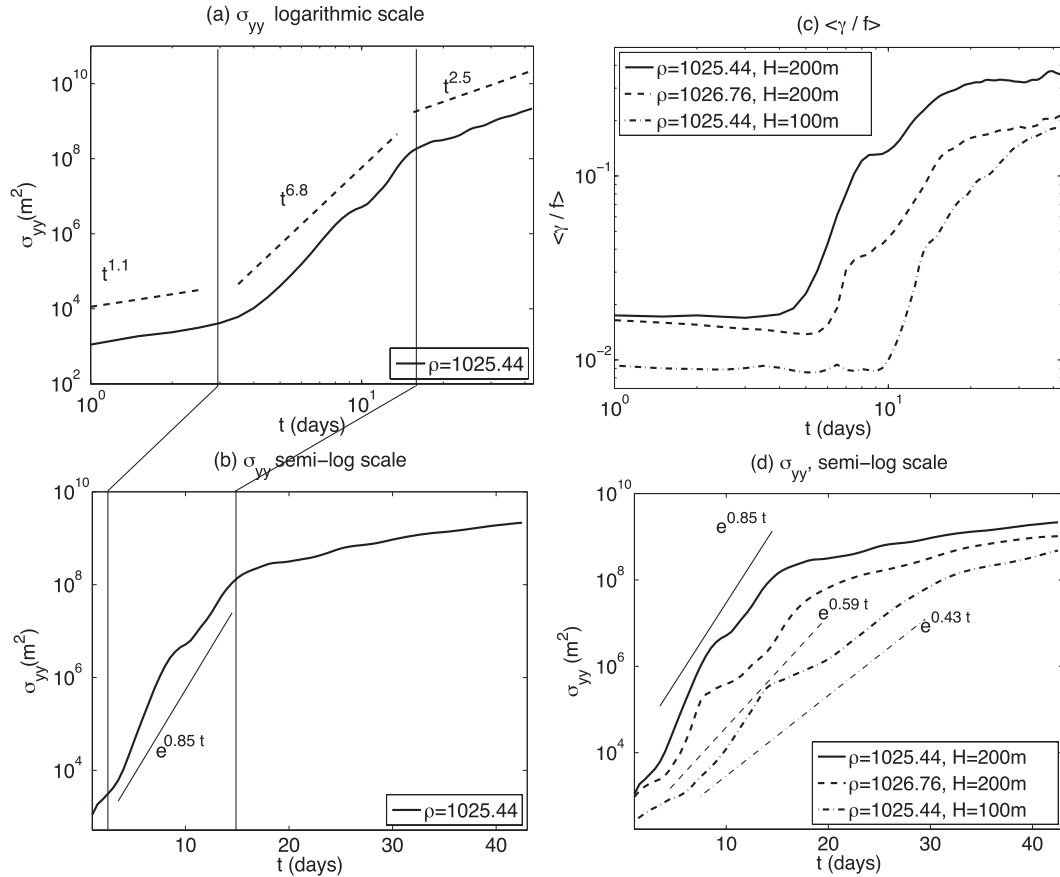 (a) σyy logarithmic scale
10^10
10^8
10^6
10^4
10^2
σyy(m^2)
t^1.1
t^6.8
t^2.5
ρ=1025.44
10^0
10^1
t (days)
(c) <γ / f>
ρ=1025.44, H=200m
ρ=1026.76, H=200m
ρ=1025.44, H=100m
10^−1
10^−2
<γ / f>
10^0
10^1
t (days)
(b) σyy semi−log scale
10^10
10^8
10^6
10^4
σyy(m^2)
e^0.85 t
ρ=1025.44
10
20
30
40
t (days)
(d) σyy, semi−log scale
10^10
10^8
10^6
10^4
σyy (m^2)
e^0.85 t
e^0.59 t
e^0.43 t
ρ=1025.44, H=200m
ρ=1026.76, H=200m
ρ=1025.44, H=100m
10
20
30
40
t (days)